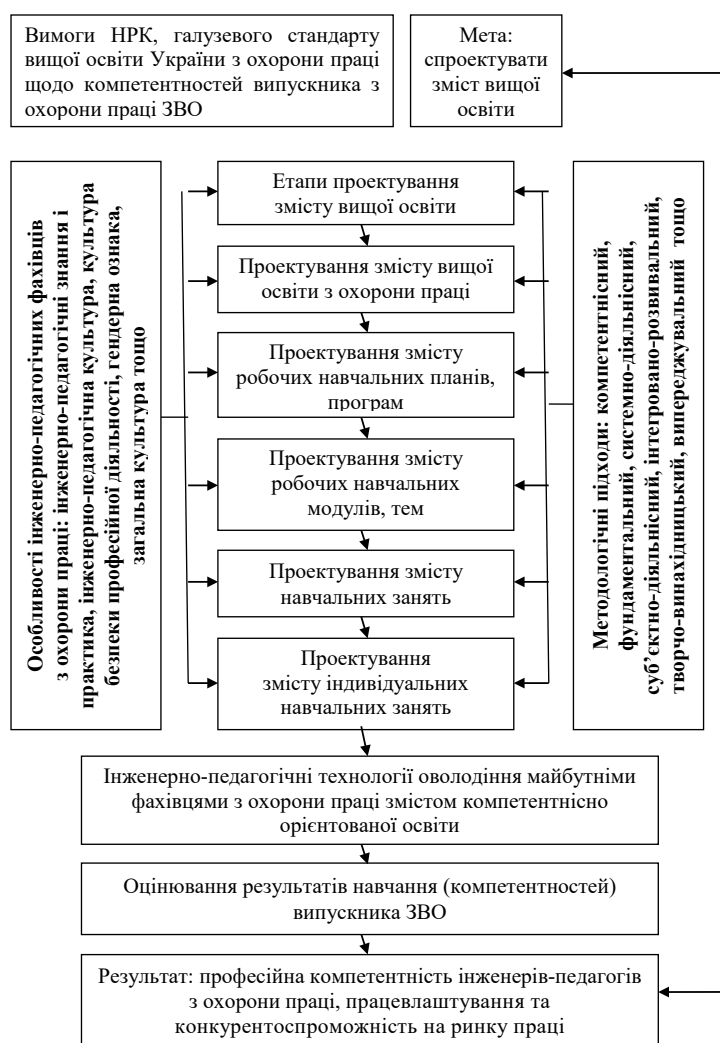 Вимоги НРК, галузевого стандарту
вищої освіти України з охорони праці
щодо компетентностей випускника з
охорони праці ЗВО
Мета:
спроектувати
зміст вищої
освіти
Особливості інженерно-педагогічних фахівців
з охорони праці: інженерно-педагогічні знання і
практика, інженерно-педагогічна культура, культура
безпеки професійної діяльності, гендерна ознака,
загальна культура тощо
Етапи проектування
змісту вищої освіти
Проектування змісту вищої
освіти з охорони праці
Проектування змісту
робочих навчальних планів,
програм
Проектування змісту
робочих навчальних
модулів, тем
Проектування змісту
навчальних занять
Проектування
змісту індивідуальних
навчальних занять
Методологічні підходи: компетентнісний,
фундаментальний, системно-діяльнісний,
суб’єктно-діяльнісний, інтегровано-розвивальний,
творчо-винахідницький, випереджувальний тощо
Інженерно-педагогічні технології оволодіння майбутніми
фахівцями з охорони праці змістом компетентнісно
орієнтованої освіти
Оцінювання результатів навчання (компетентностей)
випускника ЗВО
Результат: професійна компетентність інженерів-педагогів
з охорони праці, працевлаштування та
конкурентоспроможність на ринку праці